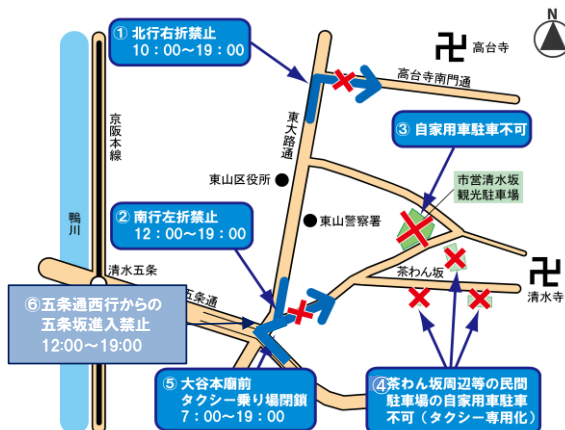 ① 北行右折禁止
10：00～19：00
N
高台寺
高台寺南門通
③ 自家用車駐車不可
京阪本線
東大路通
市営清水坂
観光駐車場
東山区役所
② 南行左折禁止
12：00～19：00
東山警察署
鴨川
清水五条
五条通
茶わん坂
清水寺
⑥五条通西行からの
五条坂進入禁止
12:00～19:00
⑤ 大谷本廟前
タクシー乗り場閉鎖
7：00～19：00
④茶わん坂周辺等の民間
駐車場の自家用車駐車
不可（タクシー専用化）